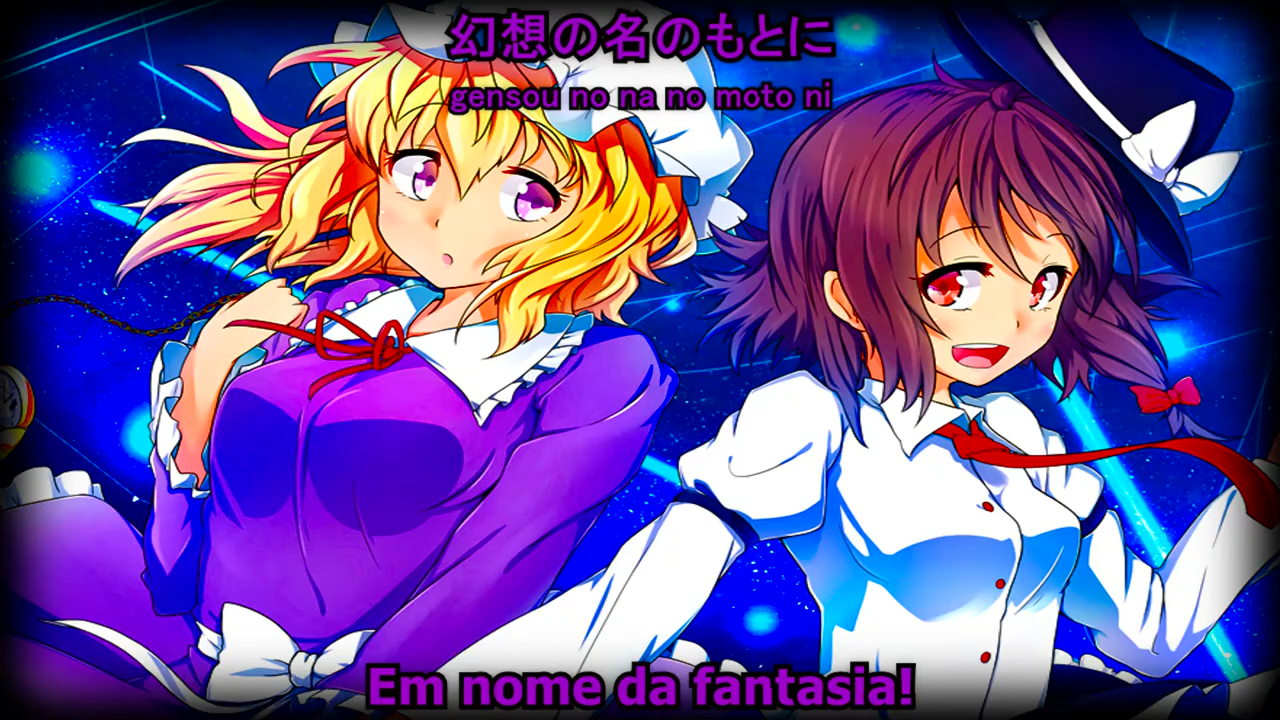 幻想の名のもとに
gensou no na no moto ni
Em nome da fantasia!